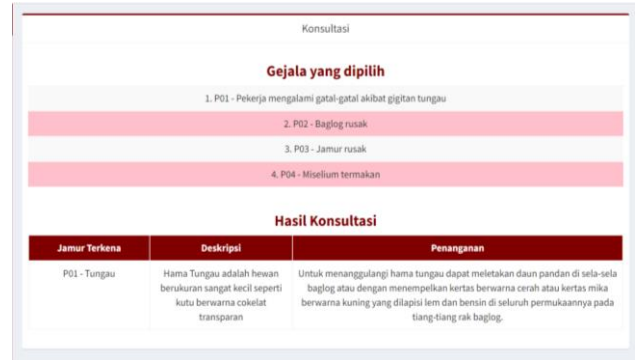 Konsultasi
Gejala yang dipilih
1. P01 - Pekerja mengalami gatal-gatal akibat gigitan tungau
2. P02 - Baglog rusak
3. P03 - Jamur rusak
4. P04 - Miselium termakan
Hasil Konsultasi
Jamur Terkena Deskripsi Penanganan
P01 - Tungau
Hama Tungau adalah hewan
berukuran sangat kecil seperti
kutu berwarna cokelat
transparan
Untuk menanggulangi hama tungau dapat meletakan daun pandan di sela-sela
baglog atau dengan menempelkan kertas berwarna cerah atau kertas mika
berwarna kuning yang dilapisi lem dan bensin di seluruh permukaannya pada
tiang-tiang rak baglog.